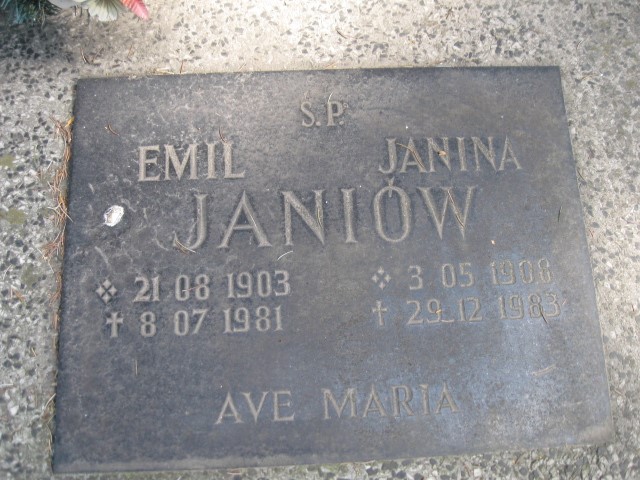 S.P.
EMIL JANINA
JANIÓW
21 08 1903 3 05 1908
8 07 1981 29 12 1983
AVE MARIA